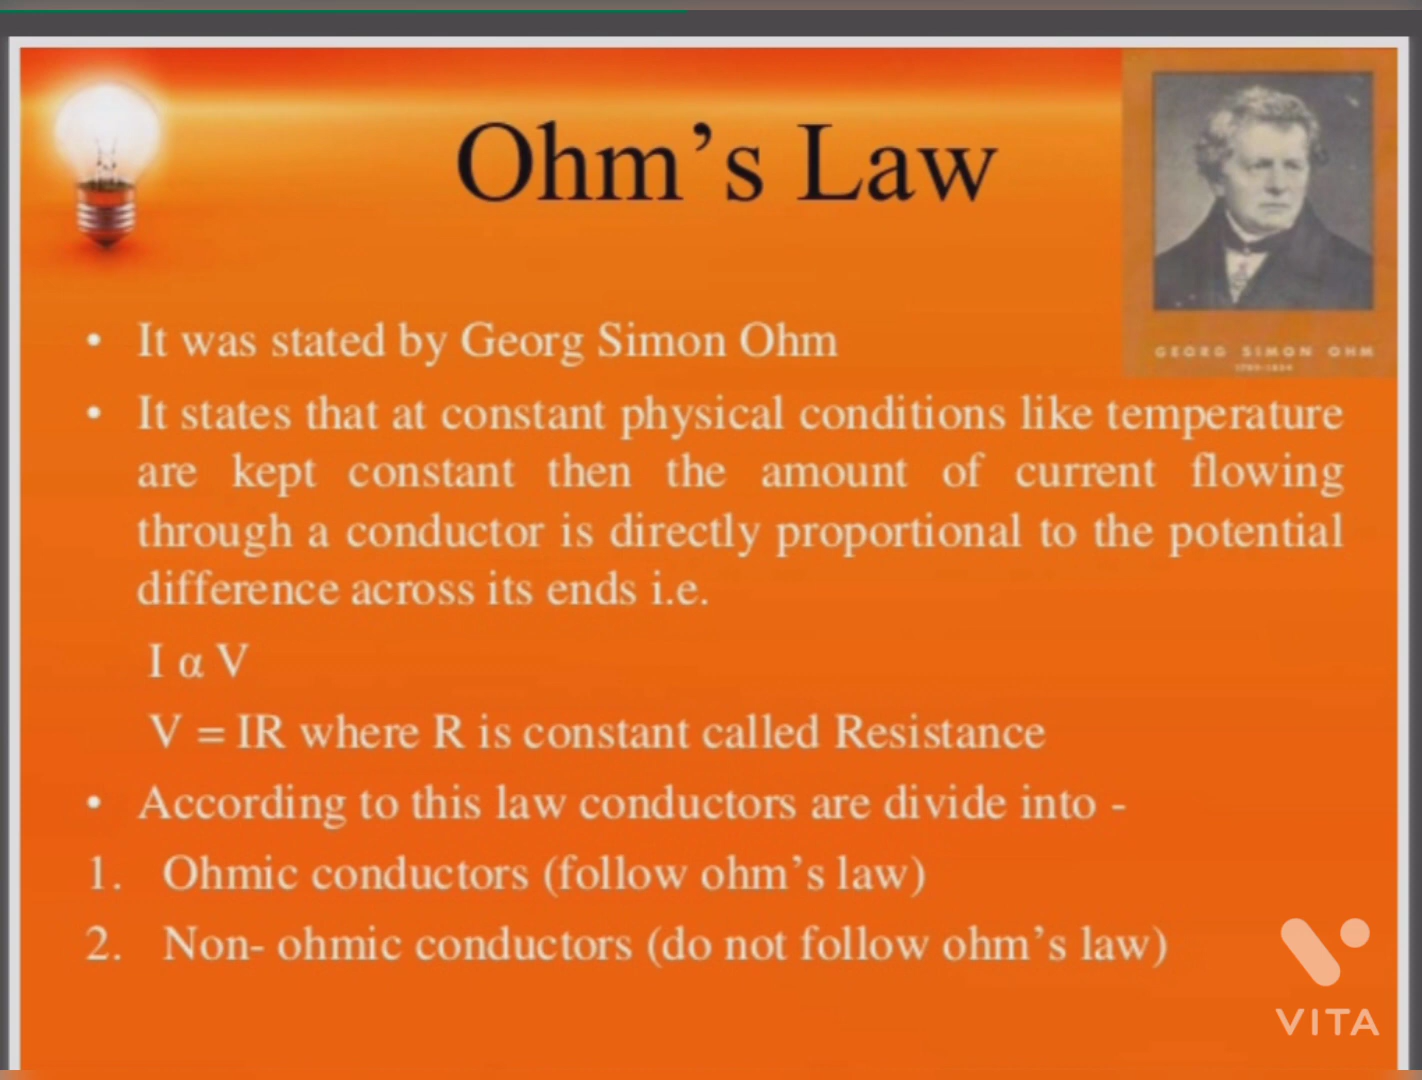 Ohm’s Law
GEORG SIMON OHM
• It was stated by Georg Simon Ohm
• It states that at constant physical conditions like temperature
are kept constant then the amount of current flowing
through a conductor is directly proportional to the potential
difference across its ends i.e.
I α V
V = IR where R is constant called Resistance
• According to this law conductors are divide into -
1. Ohmic conductors (follow ohm’s law)
2. Non- ohmic conductors (do not follow ohm’s law)
VITA